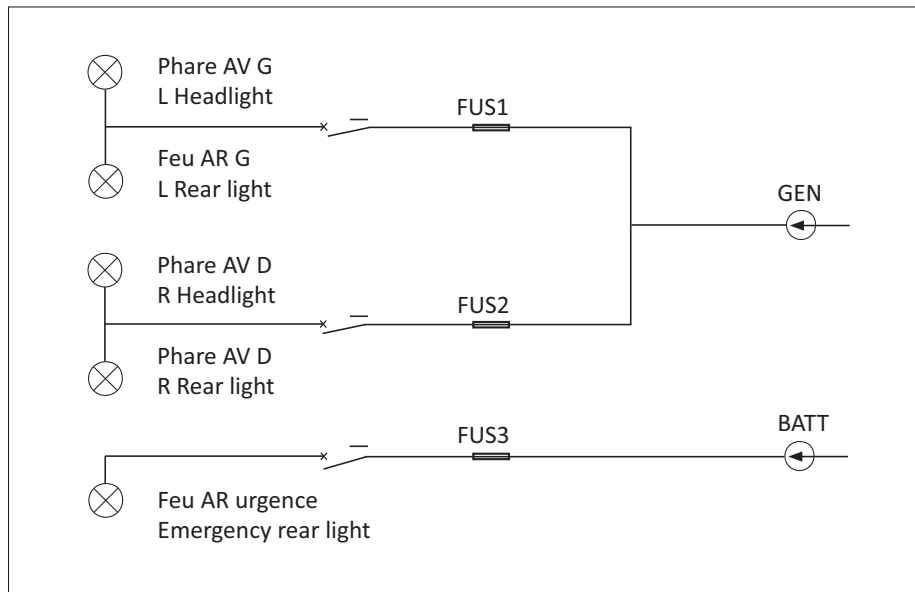 Phare AV G
L Headlight
FUS1
Feu AR G
L Rear light
GEN
Phare AV D
R Headlight
FUS2
Phare AV D
R Rear light
BATT
FUS3
Feu AR urgence
Emergency rear light